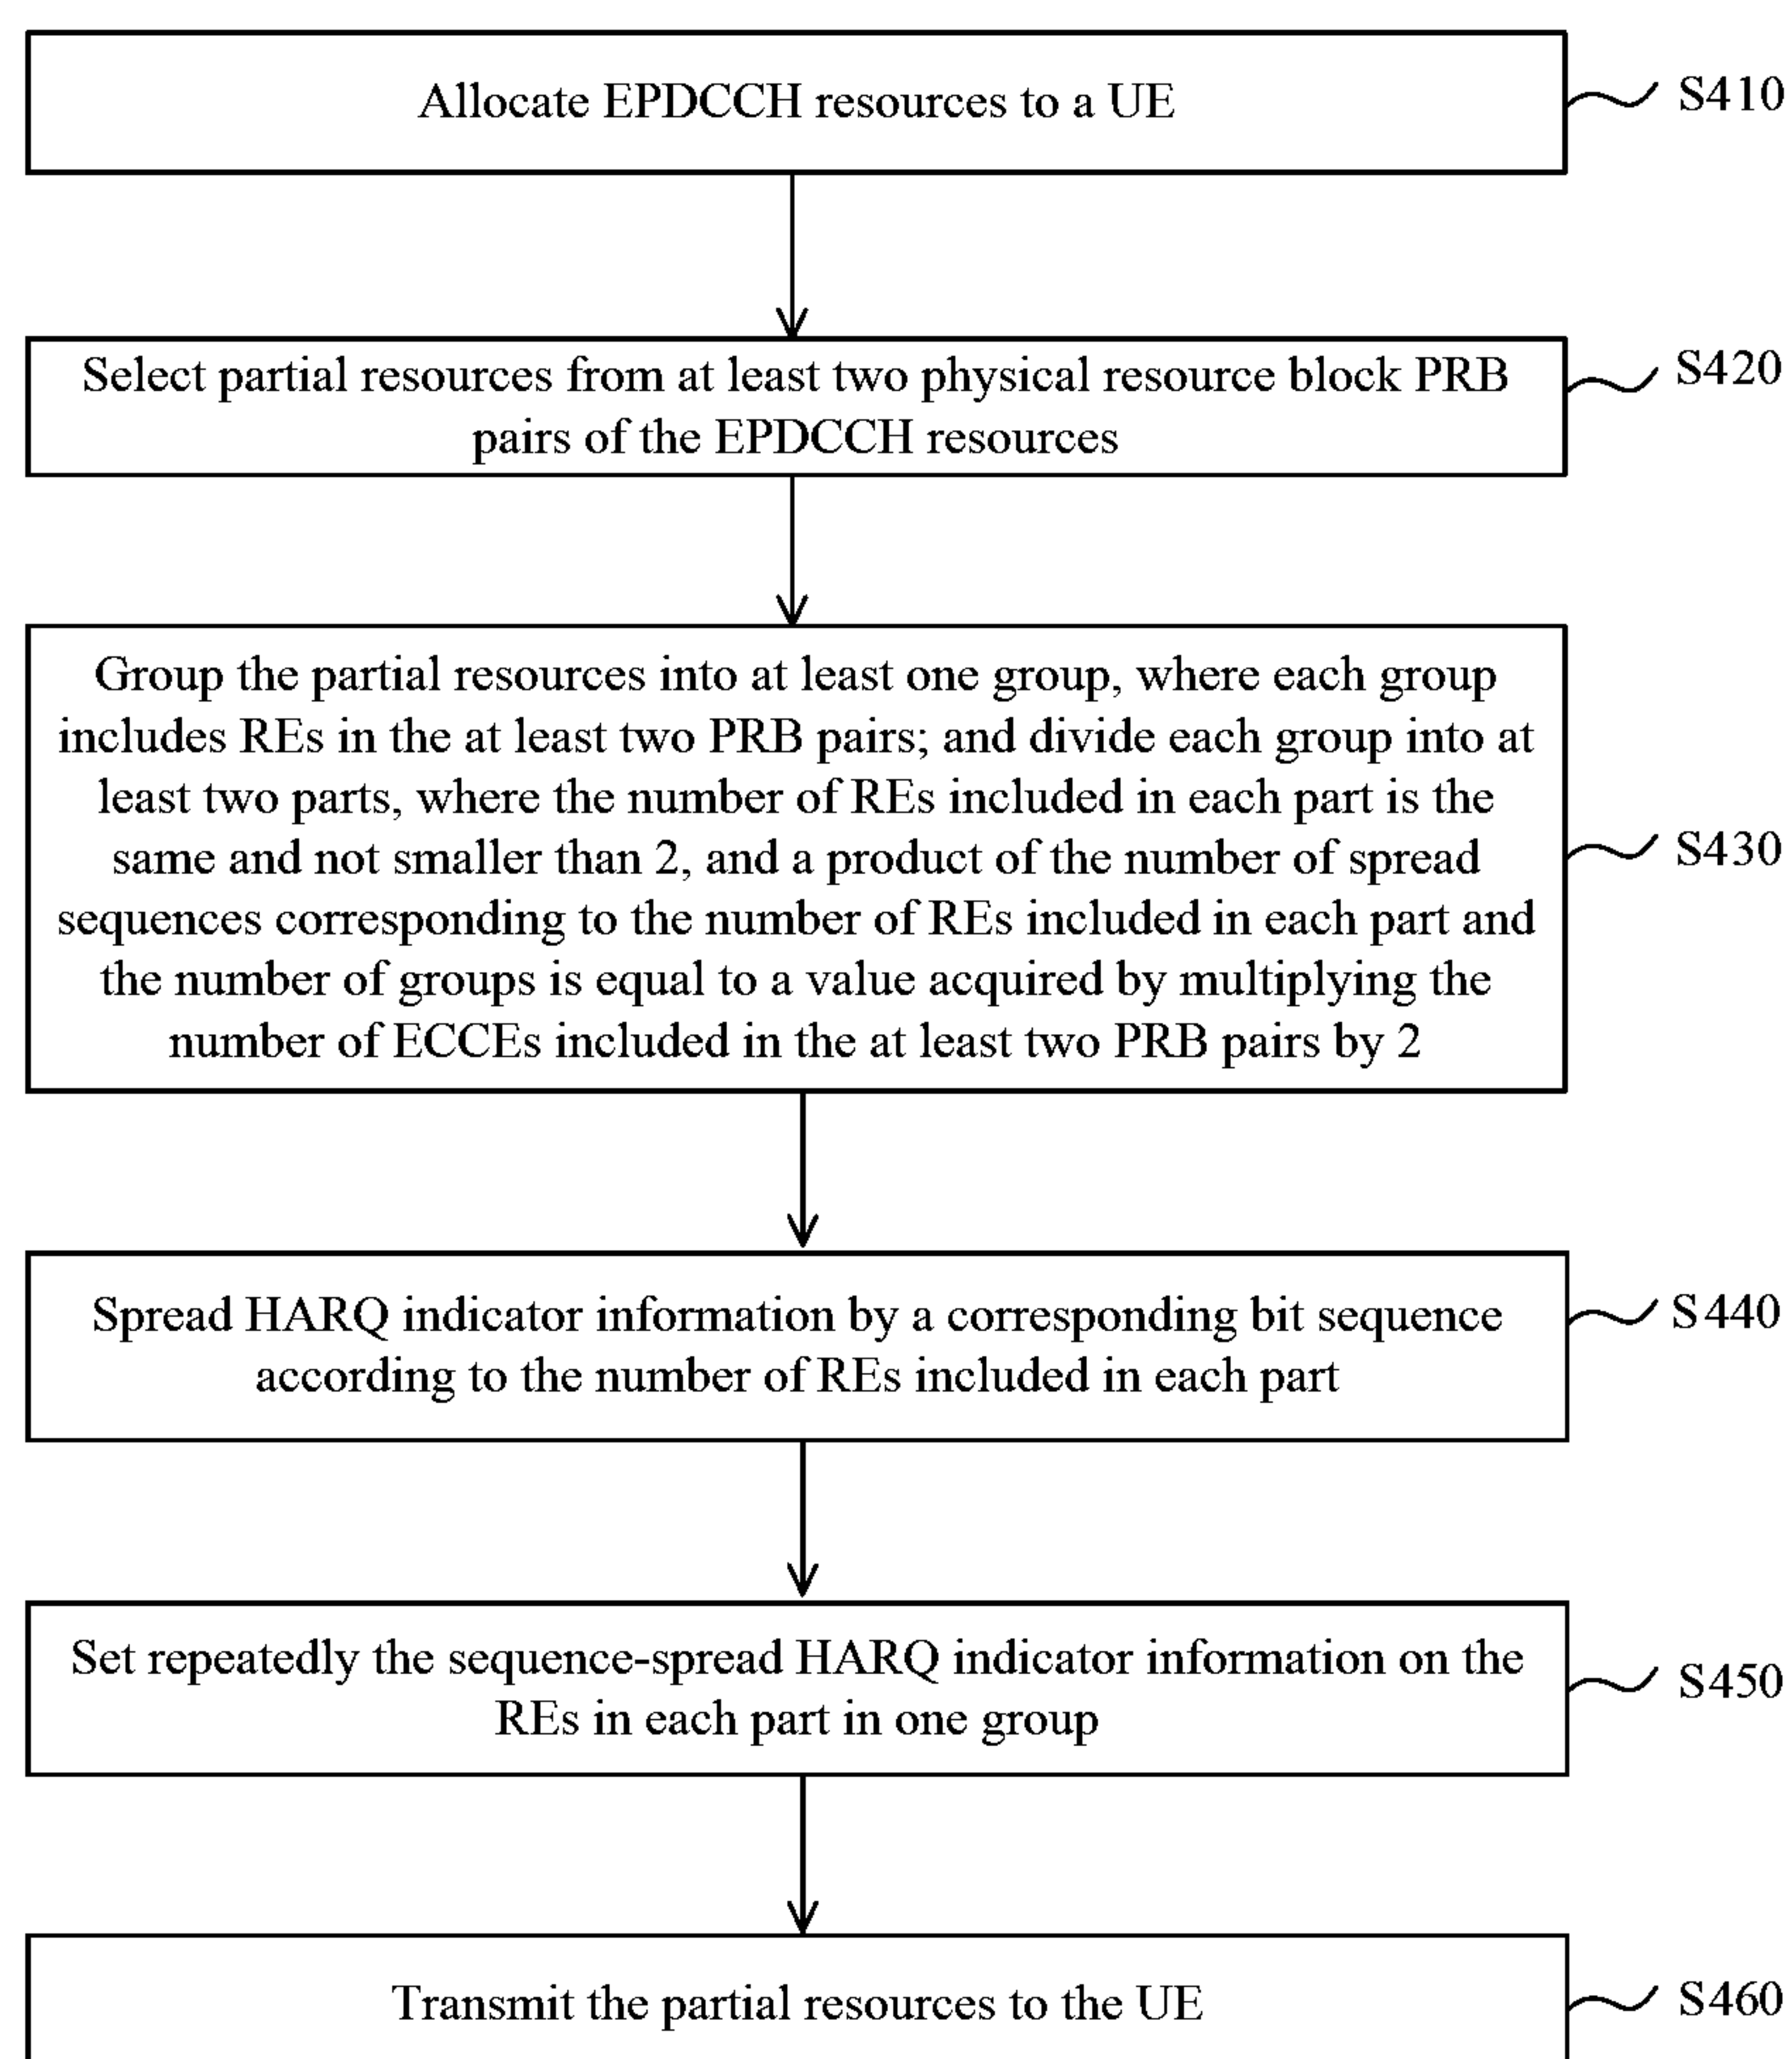 Allocate EPDCCH resources to a UE
S410
Select partial resources from at least two physical resource block PRB
pairs of the EPDCCH resources
S420
Group the partial resources into at least one group, where each group
includes REs in the at least two PRB pairs; and divide each group into at
least two parts, where the number of REs included in each part is the
same and not smaller than 2, and a product of the number of spread
sequences corresponding to the number of REs included in each part and
the number of groups is equal to a value acquired by multiplying the
number of ECCEs included in the at least two PRB pairs by 2
S430
Spread HARQ indicator information by a corresponding bit sequence
according to the number of REs included in each part
S440
Set repeatedly the sequence-spread HARQ indicator information on the
REs in each part in one group
S450
Transmit the partial resources to the UE
S460